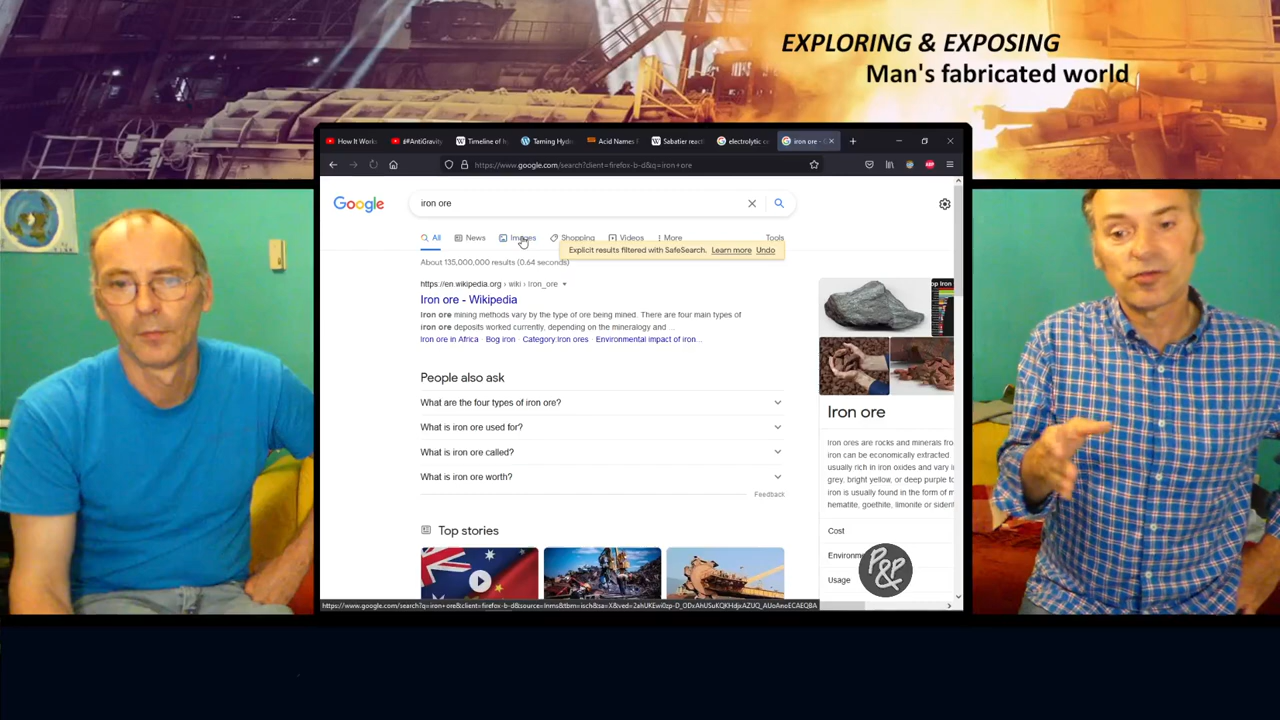 EXPLORING & EXPOSING
Man's fabricated world
How It Works
#AntiGravity
Timeline of
Taming Hydr
Acid Names
Sabatier reac
electrolytic
iron ore -
https://www.google.com/search?client=firefox-b-d&q=iron+ore
Google
iron ore
All
News
Images
Shopping
Videos
More
Tools
Explicit results filtered with SafeSearch. Learn more Undo
About 135,000,000 results (0.64 seconds)
https://en.wikipedia.org › wiki › Iron_ore
Iron ore - Wikipedia
Iron ore mining methods vary by the type of ore being mined. There are four main types of
iron ore deposits worked currently, depending on the mineralogy and ...
Iron ore in Africa · Bog iron · Category:Iron ores · Environmental impact of iron...
People also ask
What are the four types of iron ore?
What is iron ore used for?
What is iron ore called?
What is iron ore worth?
Feedback
Top stories
Iron ore
Iron ores are rocks and minerals fro
iron can be economically extracted.
usually rich in iron oxides and vary i
grey, bright yellow, or deep purple t
iron is usually found in the form of m
hematite, goethite, limonite or sider
Cost
Environme
Usage
P&P